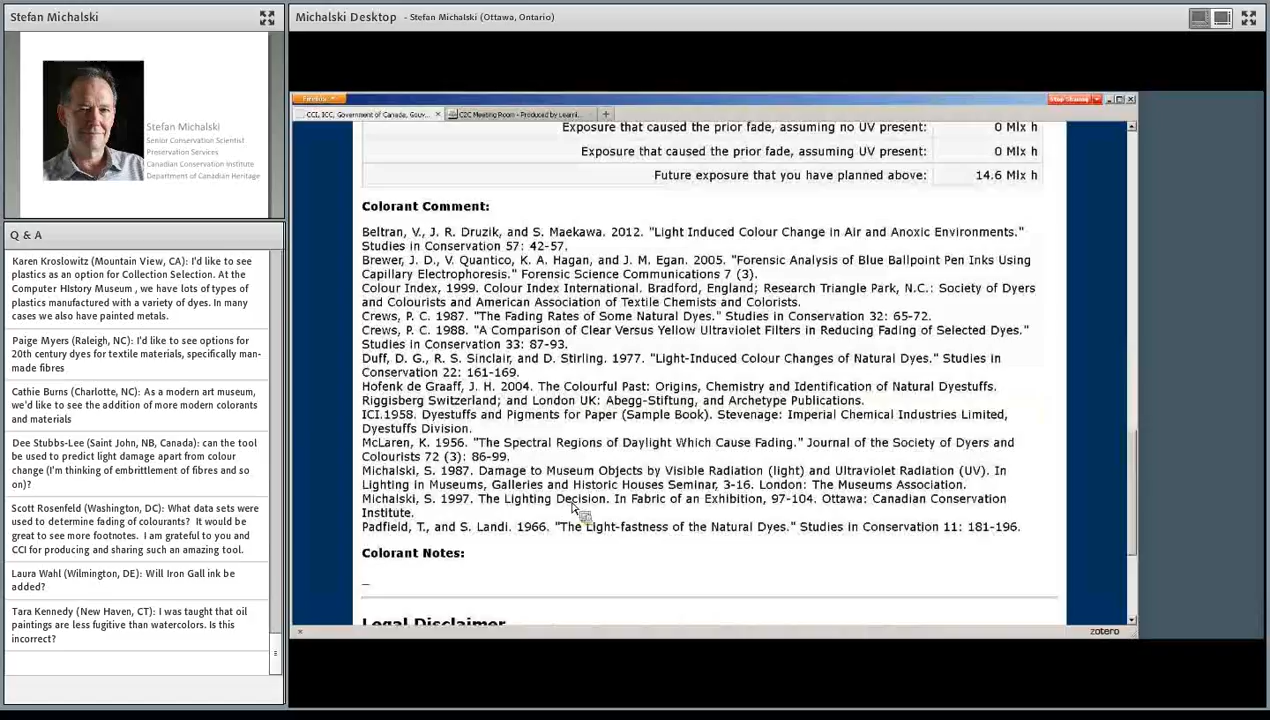 Stefan Michalski
Stefan Michalski
Senior Conservation Scientist
Preservation Services
Canadian Conservation Institute
Department of Canadian Heritage
Q & A
Karen Kroslowitz (Mountain View, CA): I'd like to see
plastics as an option for Collection Selection. At the
Computer HIstory Museum , we have lots of types of
plastics manufactured with a variety of dyes. In many
cases we also have painted metals.
Paige Myers (Raleigh, NC): I'd like to see options for
20th century dyes for textile materials, specifically man-
made fibres
Cathie Burns (Charlotte, NC): As a modern art museum,
we'd like to see the addition of more modern colorants
and materials
Dee Stubbs-Lee (Saint John, NB, Canada): can the tool
be used to predict light damage apart from colour
change (I'm thinking of embrittlement of fibres and so
on)?
Scott Rosenfeld (Washington, DC): What data sets were
used to determine fading of colourants? It would be
great to see more footnotes. I am grateful to you and
CCI for producing and sharing such an amazing tool.
Laura Wahl (Wilmington, DE): Will Iron Gall ink be
added?
Tara Kennedy (New Haven, CT): I was taught that oil
paintings are less fugitive than watercolors. Is this
incorrect?
Michalski Desktop - Stefan Michalski (Ottawa, Ontario)
Firefox
Stop Sharing
CCI, ICC, Government of Canada, Gouv...
C2C Meeting Room - Produced by Learni...
Exposure that caused the prior fade, assuming no UV present: 0 Mlx h
Exposure that caused the prior fade, assuming UV present: 0 Mlx h
Future exposure that you have planned above: 14.6 Mlx h
Colorant Comment:
Beltran, V., J. R. Druzik, and S. Maekawa. 2012. "Light Induced Colour Change in Air and Anoxic Environments."
Studies in Conservation 57: 42-57.
Brewer, J. D., V. Quantico, K. A. Hagan, and J. M. Egan. 2005. "Forensic Analysis of Blue Ballpoint Pen Inks Using
Capillary Electrophoresis." Forensic Science Communications 7 (3).
Colour Index, 1999. Colour Index International. Bradford, England; Research Triangle Park, N.C.: Society of Dyers
and Colourists and American Association of Textile Chemists and Colorists.
Crews, P. C. 1987. "The Fading Rates of Some Natural Dyes." Studies in Conservation 32: 65-72.
Crews, P. C. 1988. "A Comparison of Clear Versus Yellow Ultraviolet Filters in Reducing Fading of Selected Dyes."
Studies in Conservation 33: 87-93.
Duff, D. G., R. S. Sinclair, and D. Stirling. 1977. "Light-Induced Colour Changes of Natural Dyes." Studies in
Conservation 22: 161-169.
Hofenk de Graaff, J. H. 2004. The Colourful Past: Origins, Chemistry and Identification of Natural Dyestuffs.
Riggisberg Switzerland; and London UK: Abegg-Stiftung, and Archetype Publications.
ICI.1958. Dyestuffs and Pigments for Paper (Sample Book). Stevenage: Imperial Chemical Industries Limited,
Dyestuffs Division.
McLaren, K. 1956. "The Spectral Regions of Daylight Which Cause Fading." Journal of the Society of Dyers and
Colourists 72 (3): 86-99.
Michalski, S. 1987. Damage to Museum Objects by Visible Radiation (light) and Ultraviolet Radiation (UV). In
Lighting in Museums, Galleries and Historic Houses Seminar, 3-16. London: The Museums Association.
Michalski, S. 1997. The Lighting Decision. In Fabric of an Exhibition, 97-104. Ottawa: Canadian Conservation
Institute.
Padfield, T., and S. Landi. 1966. "The Light-fastness of the Natural Dyes." Studies in Conservation 11: 181-196.
Colorant Notes:
_
Legal Disclaimer
zotero